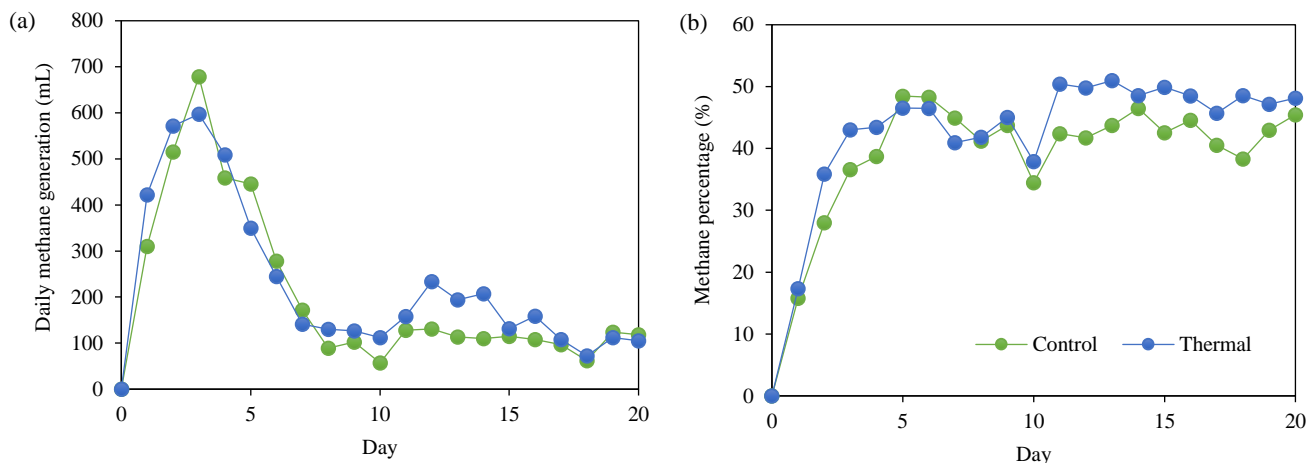 (a)
Daily methane generation (mL)
800
700
600
500
400
300
200
100
0
0 5 10 15 20
Day
(b)
Methane percentage (%)
60
50
40
30
20
10
0
Control Thermal
0 5 10 15 20
Day